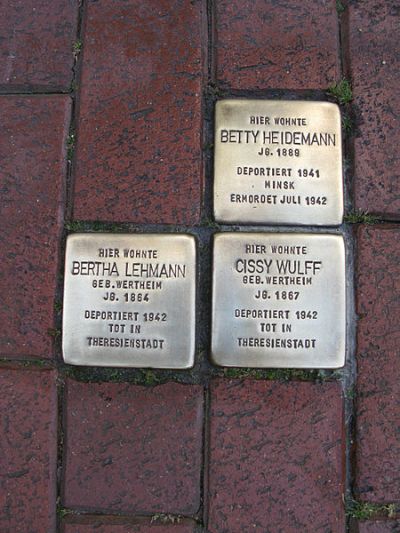 HIER WOHNTE
BETTY HEIDEMANN
JG. 1889
DEPORTIERT 1941
MINSK
ERMORDET JULI 1942
HIER WOHNTE
BERTHA LEHMANN
GEB. WERTHEIM
JG. 1864
DEPORTIERT 1942
TOT IN
THERESIENSTADT
HIER WOHNTE
CISSY WULFF
GEB. WERTHEIM
JG. 1867
DEPORTIERT 1942
TOT IN
THERESIENSTADT